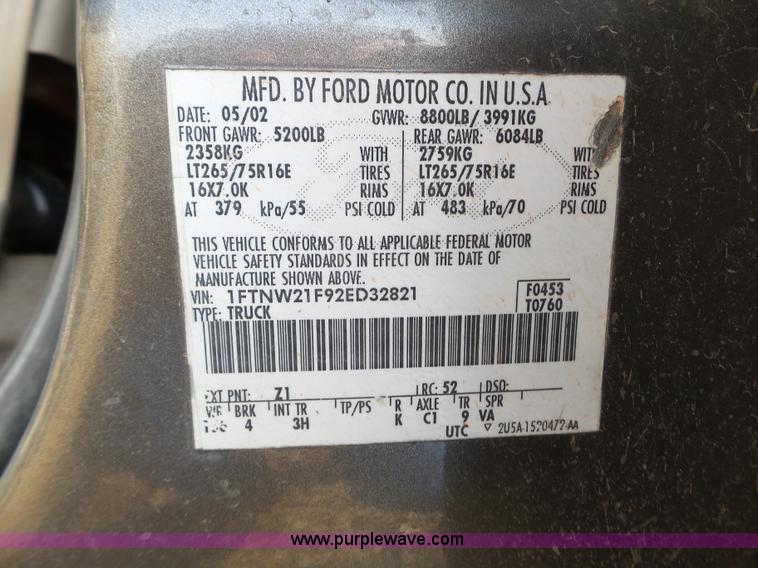 MFD. BY FORD MOTOR CO. IN U.S.A.
DATE: 05/02 GVWR: 8800LB/ 3991KG
FRONT GAWR: 5200LB REAR GAWR: 6084LB
2358KG WITH 2759KG WITH
LT265/75R16E TIRES LT265/75R16E TIRES
16X7.0K RIMS 16X7.0K RIMS
AT 379 kPa/55 PSI COLD AT 483 kPa/70 PSI COLD
THIS VEHICLE CONFORMS TO ALL APPLICABLE FEDERAL MOTOR
VEHICLE SAFETY STANDARDS IN EFFECT ON THE DATE OF
MANUFACTURE SHOWN ABOVE.
VIN: 1FTNW21F92ED32821 F0453
TYPE: TRUCK T0760
EXT PNT: Z1 RC: 52 DSO:
WB BRK INT TR TP/PS R AXLE TR SPR
156 4 3H K C1 9 VA
UTC ▽ 2U5A-1520472-AA
www.purplewave.com